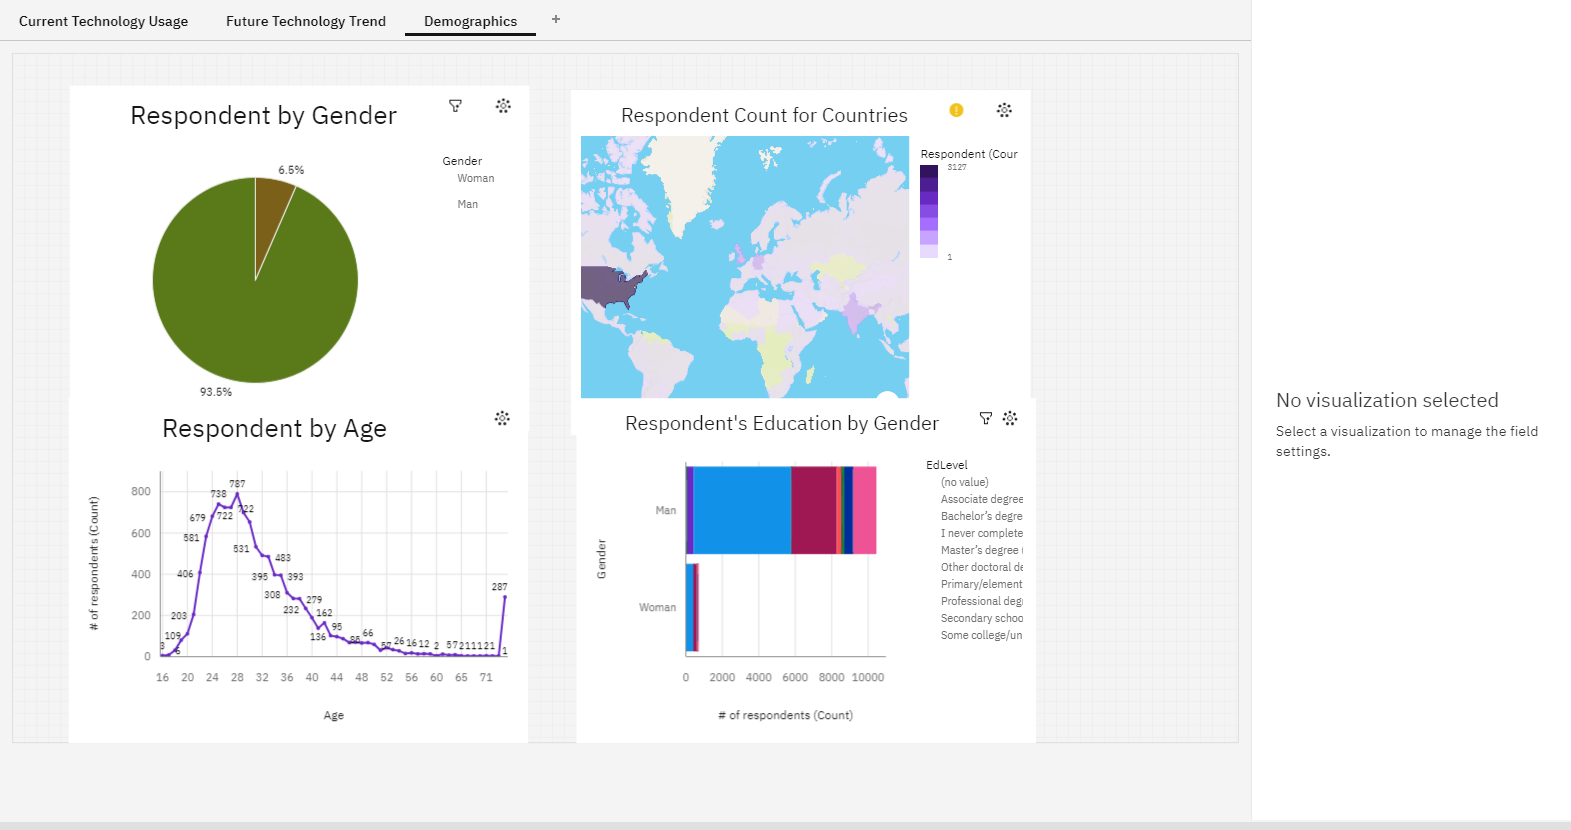 Current Technology Usage
Future Technology Trend
Demographics
+
Respondent by Gender
6.5%
93.5%
Gender
Woman
Man
Respondent Count for Countries
!
Respondent (Cour
3127
1
Respondent by Age
# of respondents (Count)
800
600
400
200
0
787
738
722
722
679
581
531
483
406
395
393
308
279
232
203
162
136
109
95
66
86
57
26
16
12
2
57211121
3
6
287
1
16 20 24 28 32 36 40 44 48 52 56 60 65 71
Age
Respondent's Education by Gender
Gender
Man
Woman
0 2000 4000 6000 8000 10000
# of respondents (Count)
EdLevel
(no value)
Associate degree
Bachelor's degre
I never complete
Master's degree
Other doctoral de
Primary/element
Professional deg
Secondary schoo
Some college/un
No visualization selected
Select a visualization to manage the field
settings.